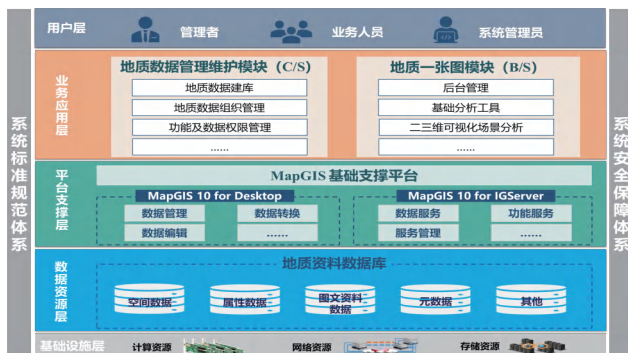 用户层
管理者
业务人员
系统管理员
系统标准规范体系
业务应用层
地质数据管理维护模块（C/S）
地质数据建库
地质数据组织管理
功能及数据权限管理
......
地质一张图模块（B/S）
后台管理
基础分析工具
二三维可视化场景分析
......
系统安全保障体系
平台支撑层
MapGIS 基础支撑平台
MapGIS 10 for Desktop
数据管理
数据转换
数据编辑
......
MapGIS 10 for IGServer
数据服务
功能服务
服务管理
......
数据资源层
地质资料数据库
空间数据
属性数据
图文资料
数据
元数据
其他
基础设施层
计算资源
网络资源
存储资源